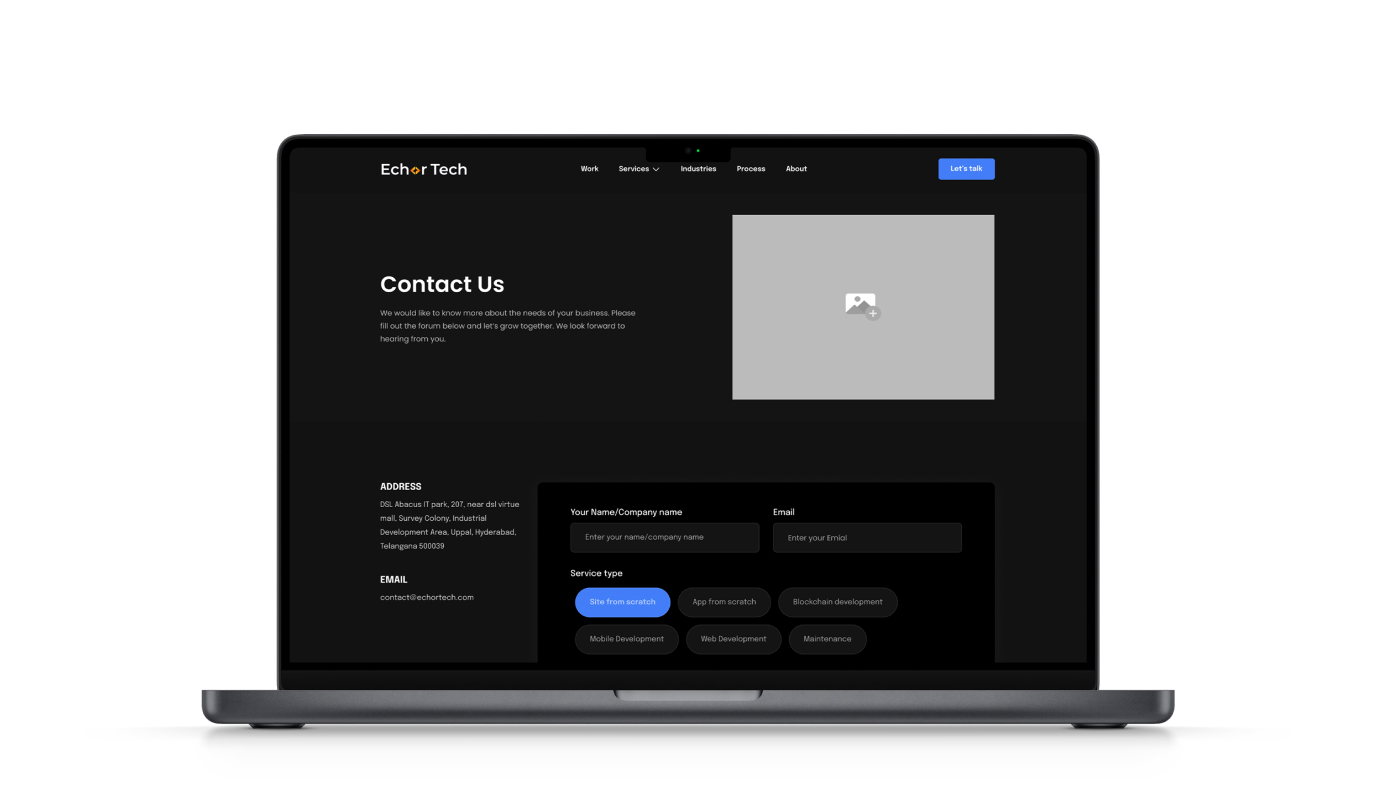 Echor Tech
Work
Services
Industries
Process
About
Let's talk
Contact Us
We would like to know more about the needs of your business. Please
fill out the forum below and let's grow together. We look forward to
hearing from you.
ADDRESS
DSL Abacus IT park, 207, near dsl virtue
mall, Survey Colony, Industrial
Development Area, Uppal, Hyderabad,
Telangana 500039
EMAIL
contact@echortech.com
Your Name/Company name
Enter your name/company name
Email
Enter your Emial
Service type
Site from scratch
App from scratch
Blockchain development
Mobile Development
Web Development
Maintenance